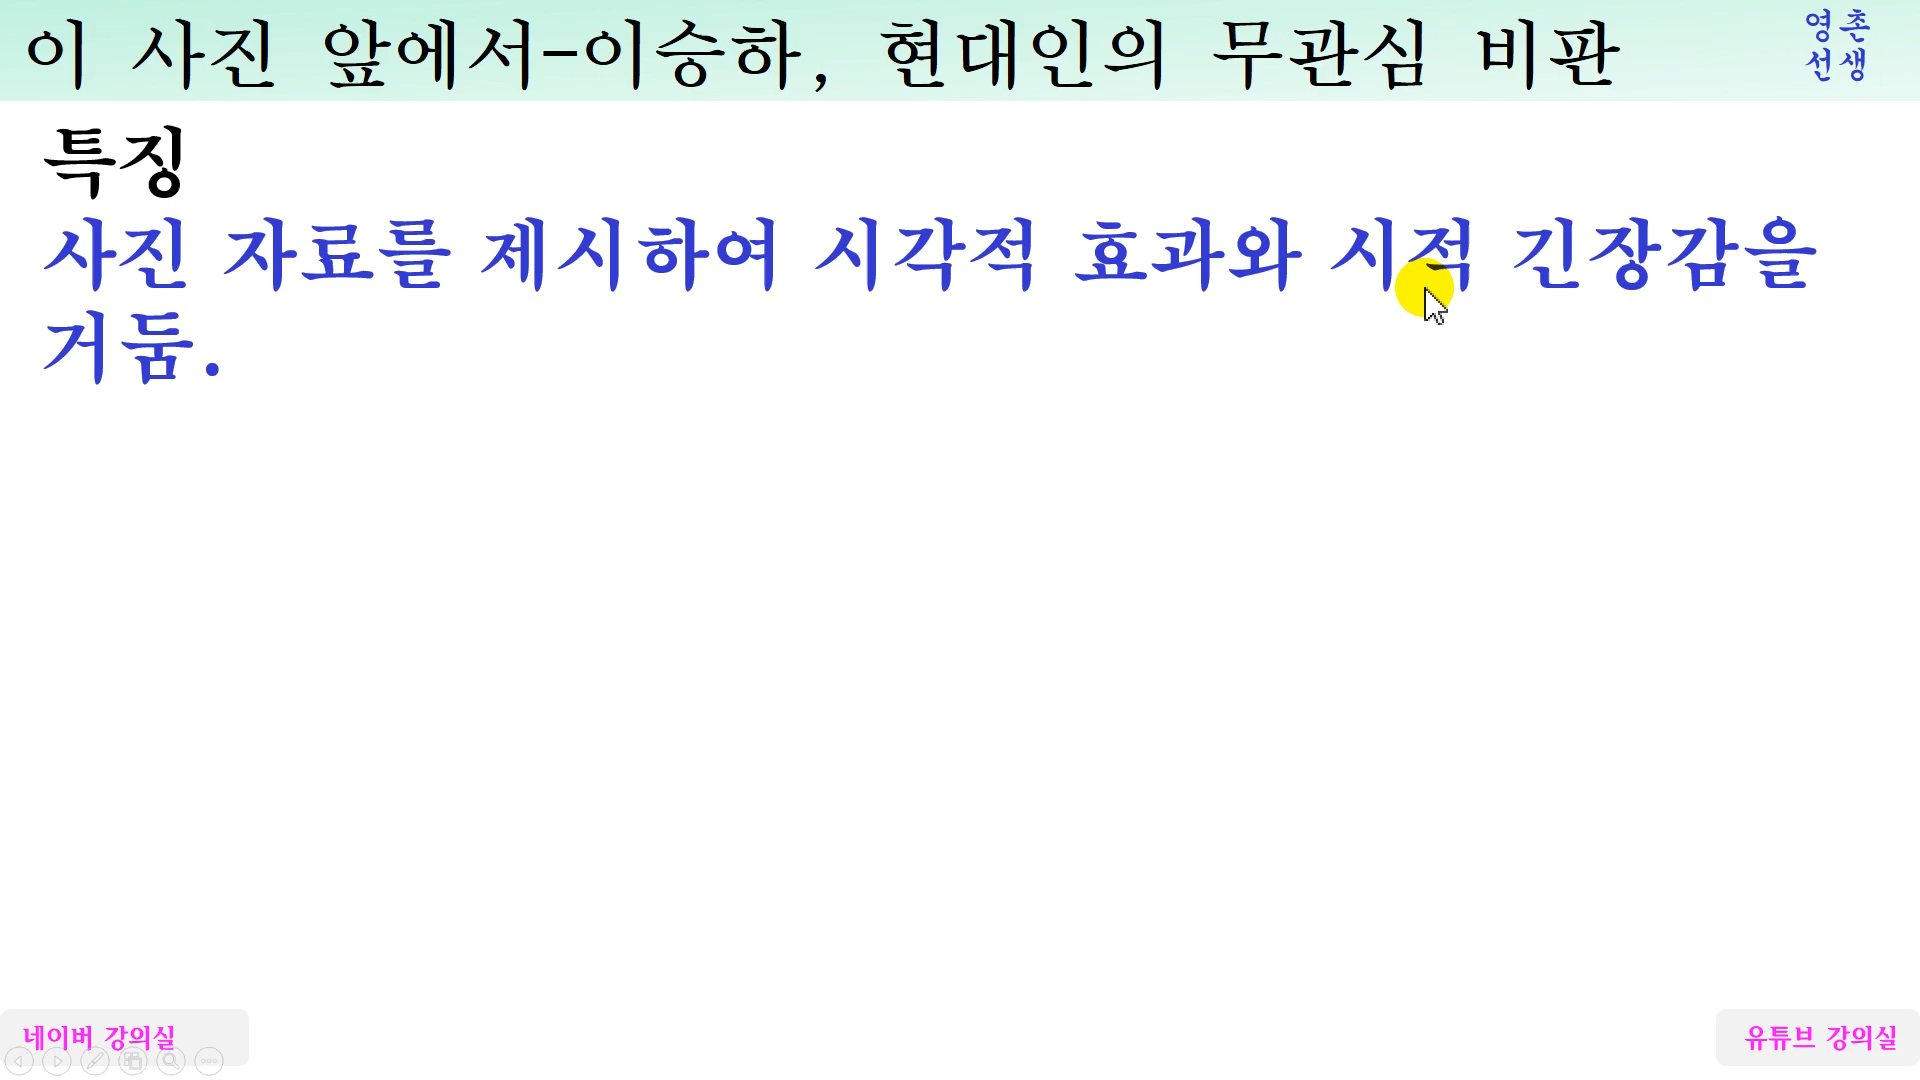 이 사진 앞에서-이승하, 현대인의 무관심 비판
영촌
선생
특징
사진 자료를 제시하여 시각적 효과와 시적 긴장감을
거둠.
네이버 강의실
유튜브 강의실